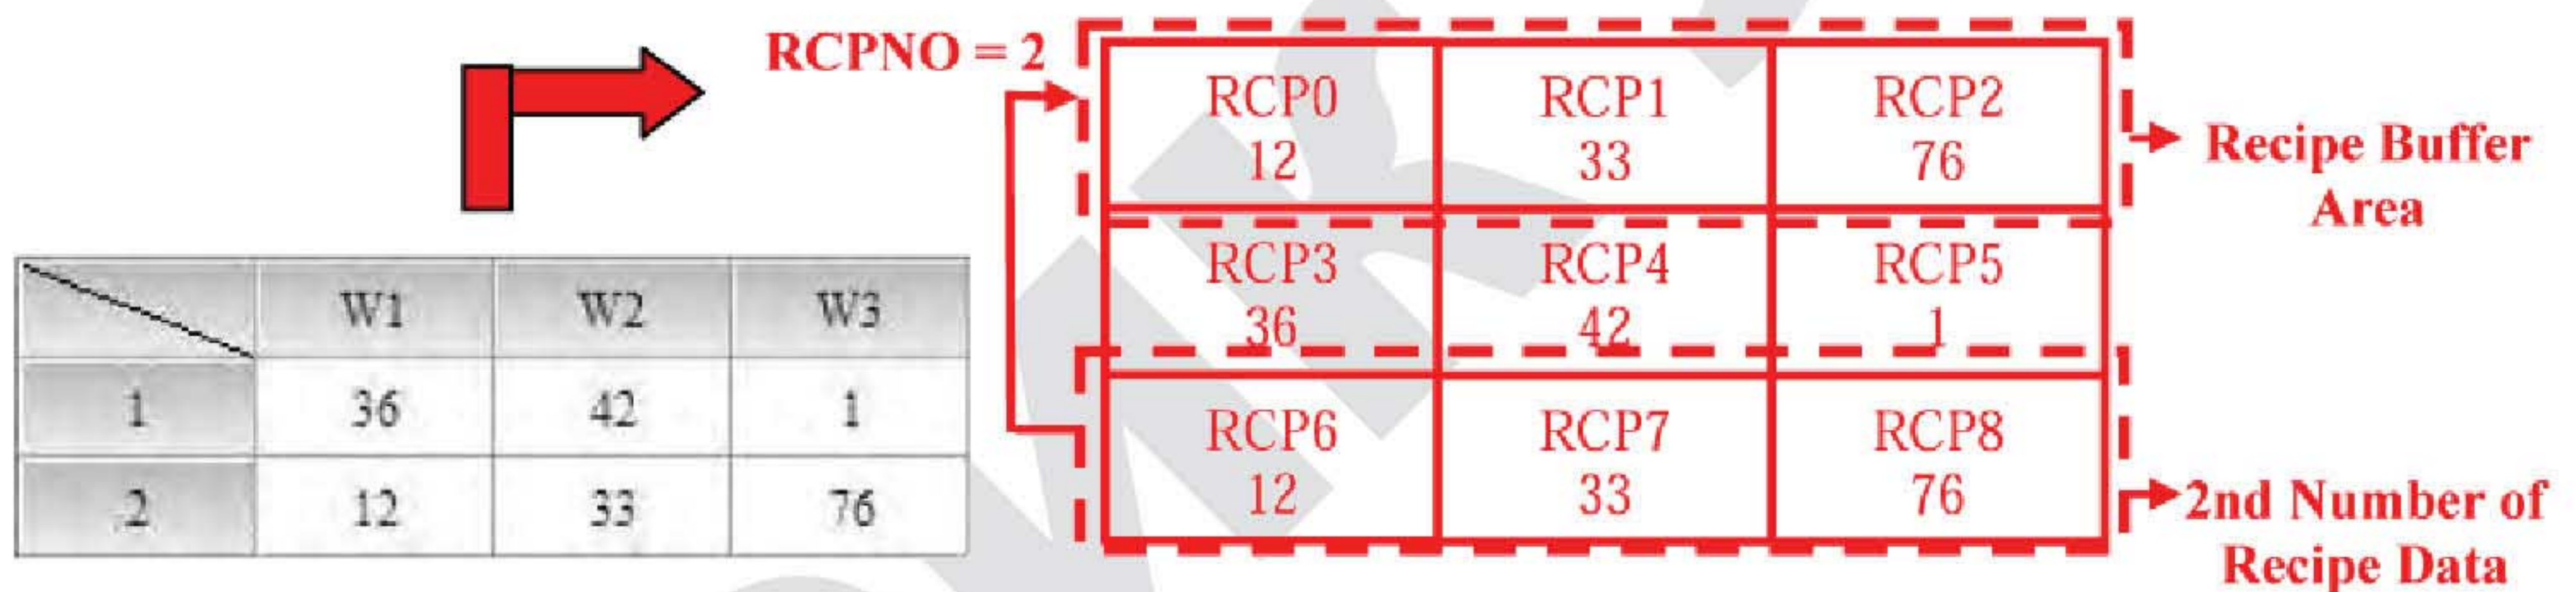 RCPNO = 2
RCP0 RCP1 RCP2
12 33 76
Recipe Buffer
Area
RCP3 RCP4 RCP5
36 42 1
RCP6 RCP7 RCP8
12 33 76
2nd Number of
Recipe Data
W1 W2 W3
1 36 42 1
2 12 33 76